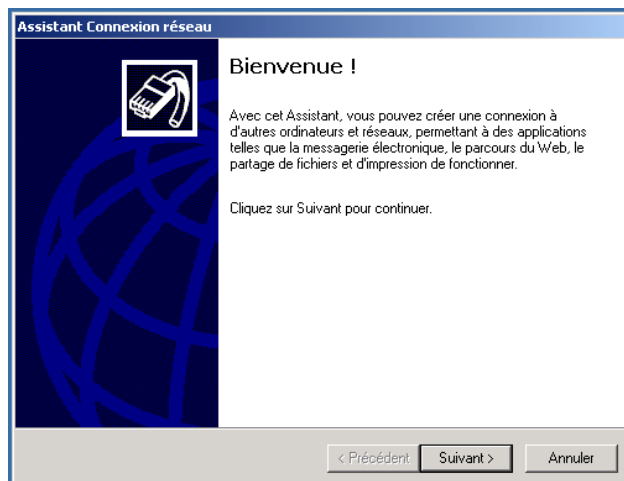 Assistant Connexion réseau
Bienvenue !
Avec cet Assistant, vous pouvez créer une connexion à
d'autres ordinateurs et réseaux, permettant à des applications
telles que la messagerie électronique, le parcours du Web, le
partage de fichiers et d'impression de fonctionner.
Cliquez sur Suivant pour continuer.
< Précédent Suivant > Annuler